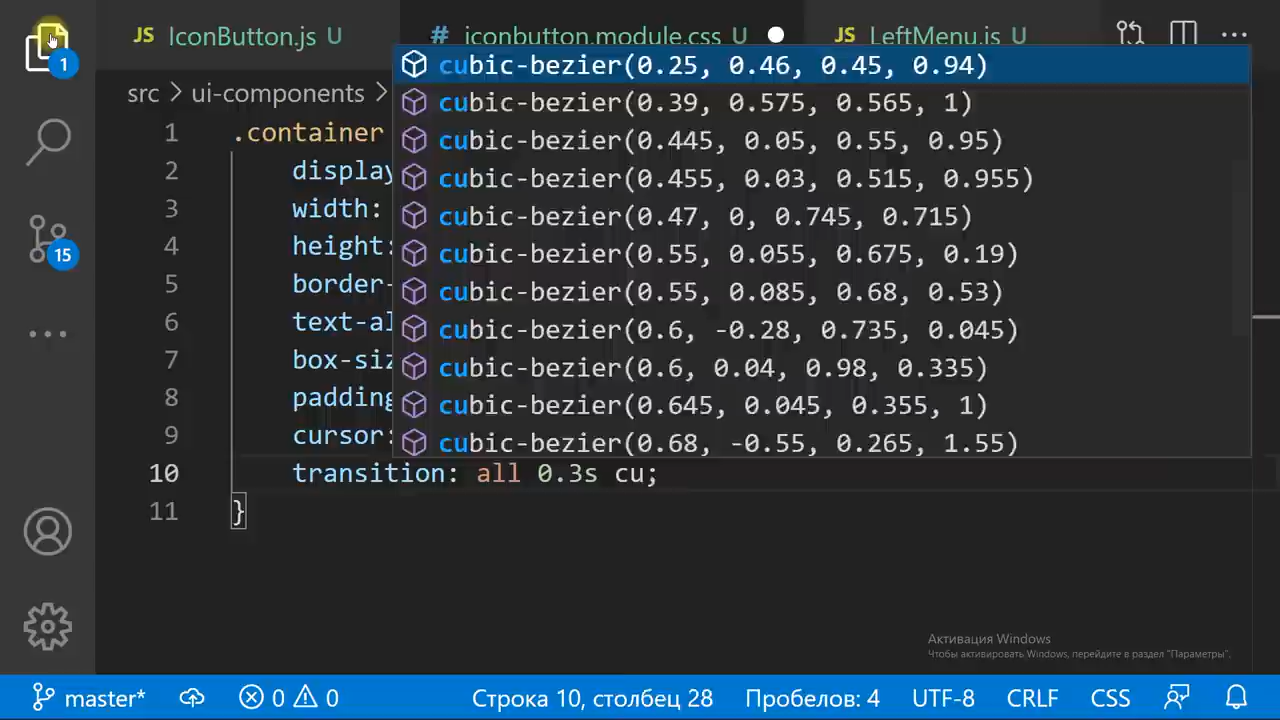 1
JS IconButton.js U
# iconbutton.module.css U
JS LeftMenu.js U
src > ui-components >
15
1 .container
2 display
3 width:
4 height:
5 border-
6 text-al
7 box-siz
8 padding
9 cursor:
10 transition: all 0.3s cu;
11 }
cubic-bezier(0.25, 0.46, 0.45, 0.94)
cubic-bezier(0.39, 0.575, 0.565, 1)
cubic-bezier(0.445, 0.05, 0.55, 0.95)
cubic-bezier(0.455, 0.03, 0.515, 0.955)
cubic-bezier(0.47, 0, 0.745, 0.715)
cubic-bezier(0.55, 0.055, 0.675, 0.19)
cubic-bezier(0.55, 0.085, 0.68, 0.53)
cubic-bezier(0.6, -0.28, 0.735, 0.045)
cubic-bezier(0.6, 0.04, 0.98, 0.335)
cubic-bezier(0.645, 0.045, 0.355, 1)
cubic-bezier(0.68, -0.55, 0.265, 1.55)
Активация Windows
Чтобы активировать Windows, перейдите в раздел "Параметры".
master* 0 0 Строка 10, столбец 28 Пробелов: 4 UTF-8 CRLF CSS